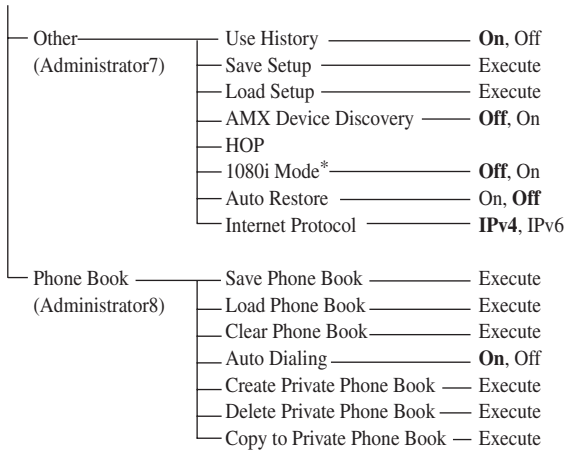 Other Use History On, Off
(Administrator7) Save Setup Execute
Load Setup Execute
AMX Device Discovery Off, On
HOP
1080i Mode* Off, On
Auto Restore On, Off
Internet Protocol IPv4, IPv6
Phone Book Save Phone Book Execute
(Administrator8) Load Phone Book Execute
Clear Phone Book Execute
Auto Dialing On, Off
Create Private Phone Book Execute
Delete Private Phone Book Execute
Copy to Private Phone Book Execute